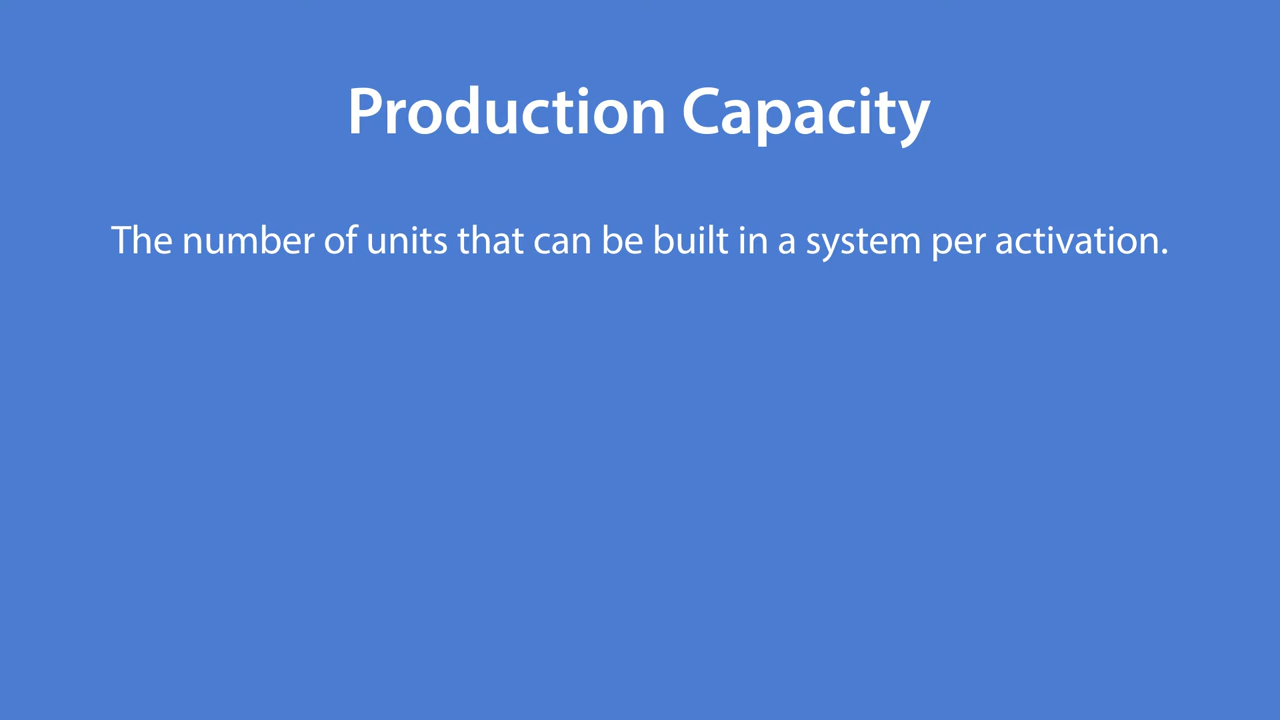 Production Capacity
The number of units that can be built in a system per activation.